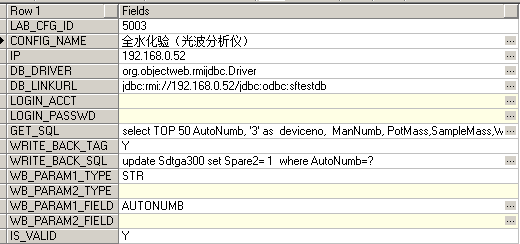 Row 1 Fields
LAB_CFG_ID 5003
CONFIG_NAME 全水化验（光波分析仪）
IP 192.168.0.52
DB_DRIVER org.objectweb.rmijdbc.Driver
DB_LINKURL jdbc:rmi://192.168.0.52/jdbc:odbc:sftestdb
LOGIN_ACCT
LOGIN_PASSWD
GET_SQL select TOP 50 AutoNumb, '3' as deviceno, ManNumb, PotMass,SampleMass,W
WRITE_BACK_TAG Y
WRITE_BACK_SQL update Sdtga300 set Spare2= 1 where AutoNumb=?
WB_PARAM1_TYPE STR
WB_PARAM2_TYPE
WB_PARAM1_FIELD AUTONUMB
WB_PARAM2_FIELD
IS_VALID Y